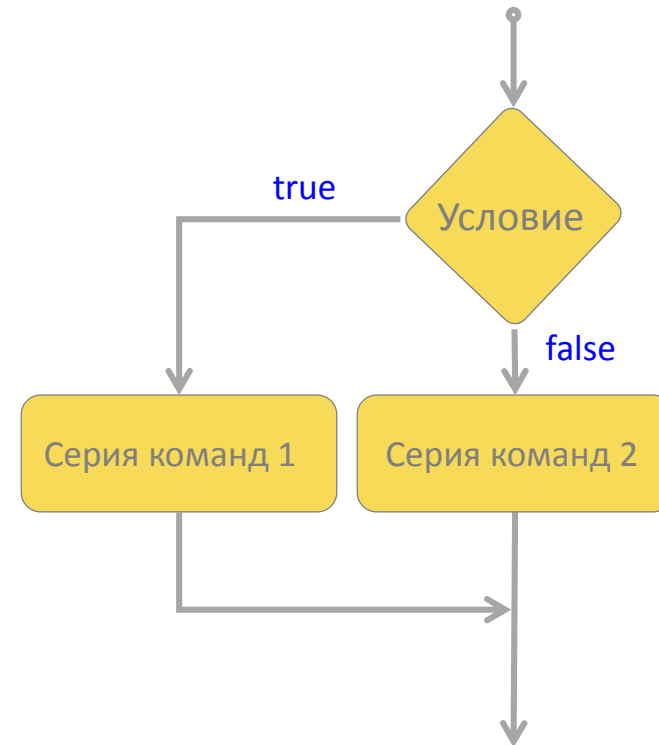 true
Условие
false
Серия команд 1
Серия команд 2